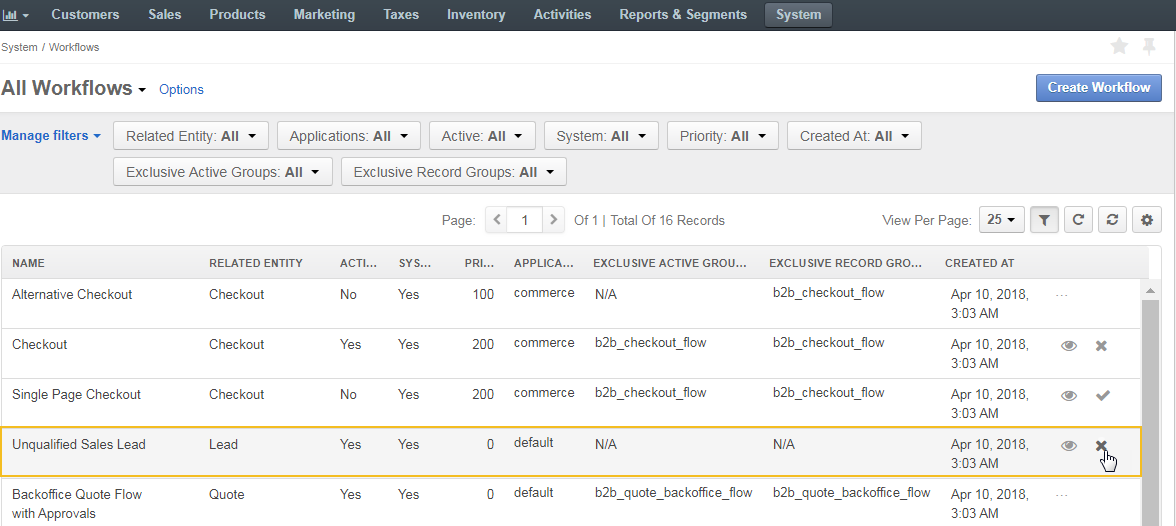 Customers Sales Products Marketing Taxes Inventory Activities Reports & Segments System
System / Workflows
All Workflows Options Create Workflow
Manage filters Related Entity: All Applications: All Active: All System: All Priority: All Created At: All
Exclusive Active Groups: All Exclusive Record Groups: All
Page: 1 Of 1 | Total Of 16 Records View Per Page: 25
NAME RELATED ENTITY ACTI... SYS... PRI... APPLICA... EXCLUSIVE ACTIVE GROU... EXCLUSIVE RECORD GRO... CREATED AT
Alternative Checkout Checkout No Yes 100 commerce N/A b2b_checkout_flow Apr 10, 2018, ...
3:03 AM
Checkout Checkout Yes Yes 200 commerce b2b_checkout_flow b2b_checkout_flow Apr 10, 2018,
3:03 AM
Single Page Checkout Checkout No Yes 200 commerce b2b_checkout_flow b2b_checkout_flow Apr 10, 2018,
3:03 AM
Unqualified Sales Lead Lead Yes Yes 0 default N/A N/A Apr 10, 2018,
3:03 AM
Backoffice Quote Flow Quote Yes Yes 0 default b2b_quote_backoffice_flow b2b_quote_backoffice_flow Apr 10, 2018, ...
with Approvals 3:03 AM